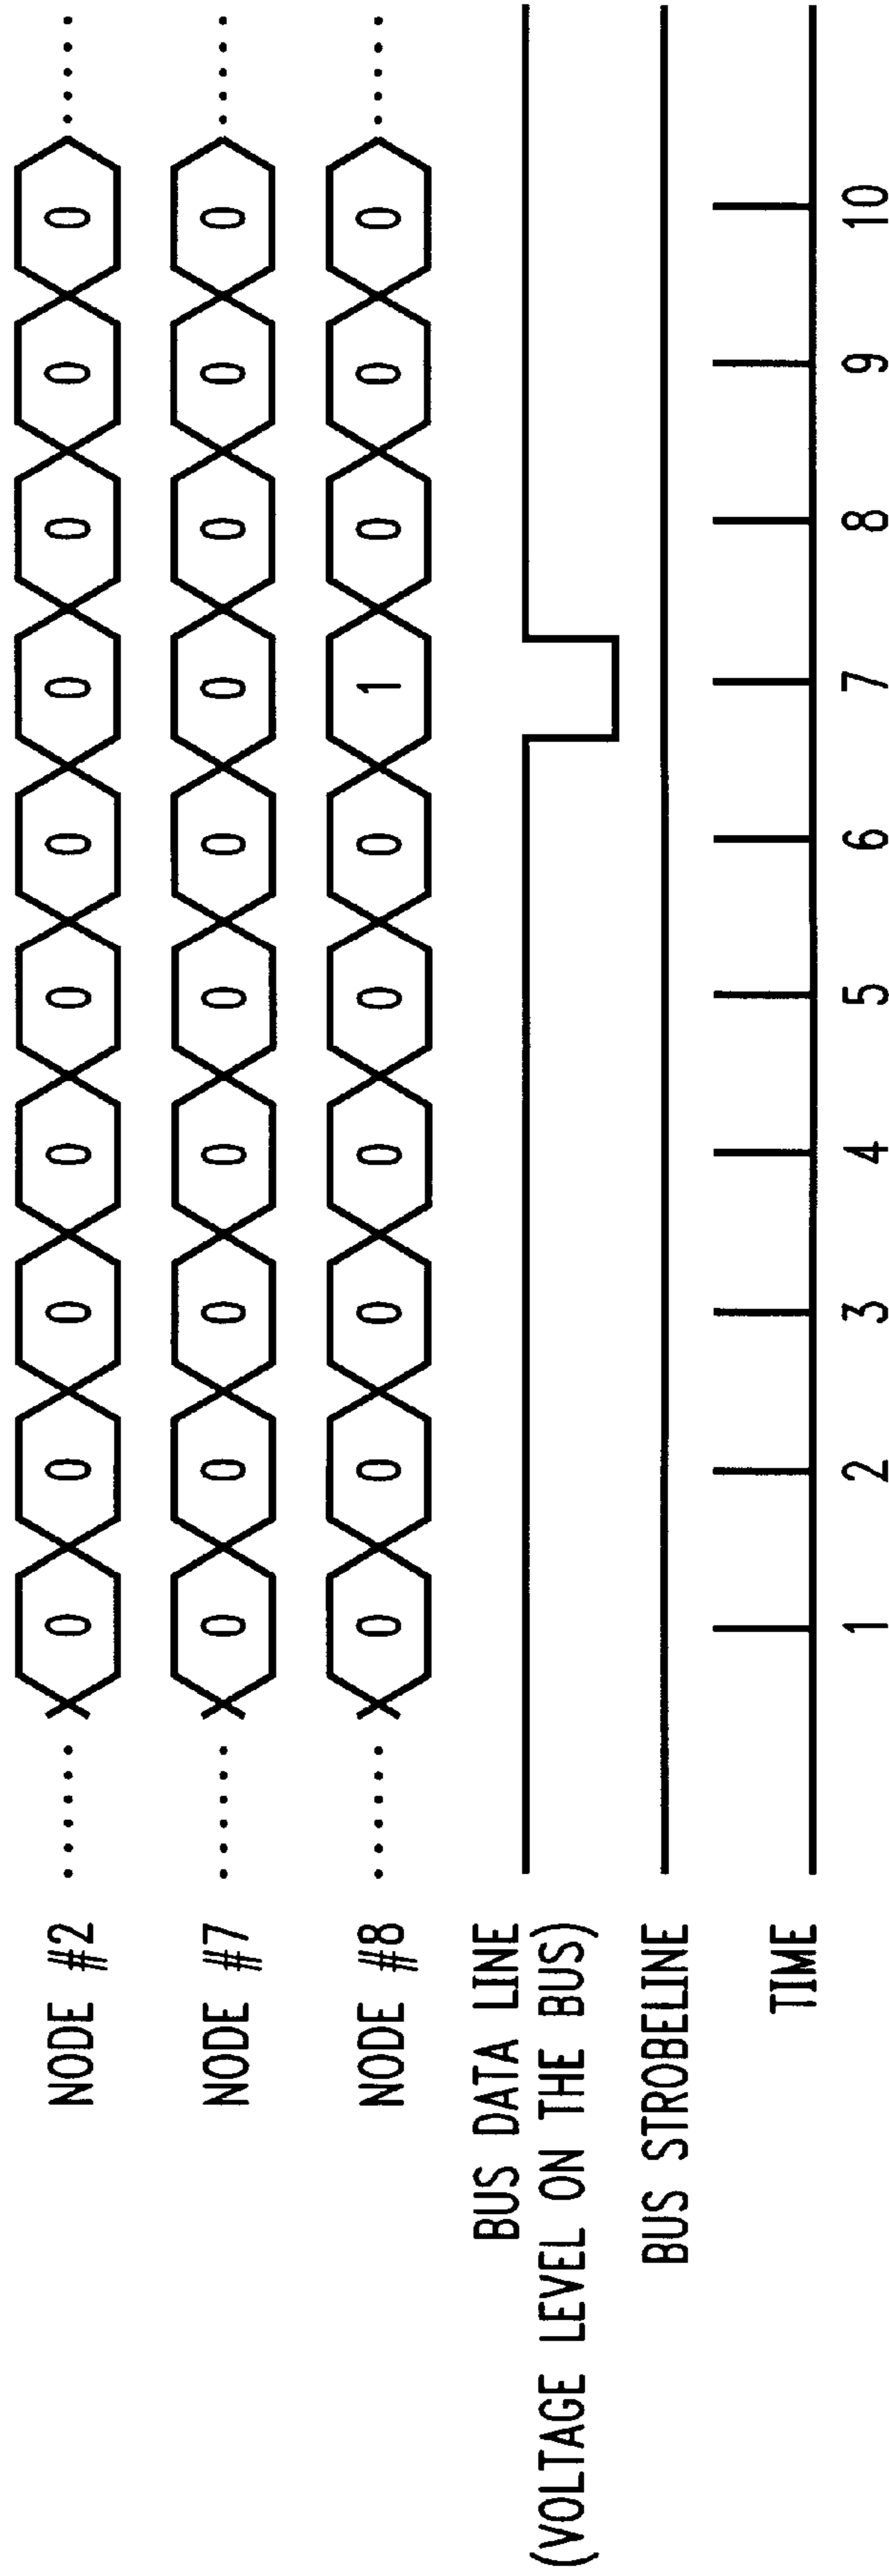 NODE #2 0 0 0 0 0 0 0 0 0 0
NODE #7 0 0 0 0 0 0 0 0 0 0
NODE #8 0 0 0 0 0 0 1 0 0 0
BUS DATA LINE
(VOLTAGE LEVEL ON THE BUS)
BUS STROBELINE
TIME
1 2 3 4 5 6 7 8 9 10